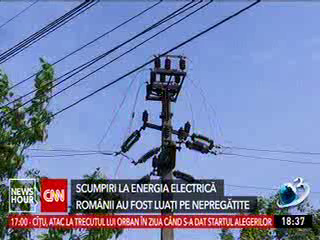 SCUMPIRI LA ENERGIA ELECTRICĂ
NEWS
HOUR
CNN
ROMÂNII AU FOST LUAȚI PE NEPREGĂTITE
17:00 - CÎȚU, ATAC LA TRECUTUL LUI ORBAN ÎN ZIUA CÂND S-A DAT STARTUL ALEGERILOR
18:37